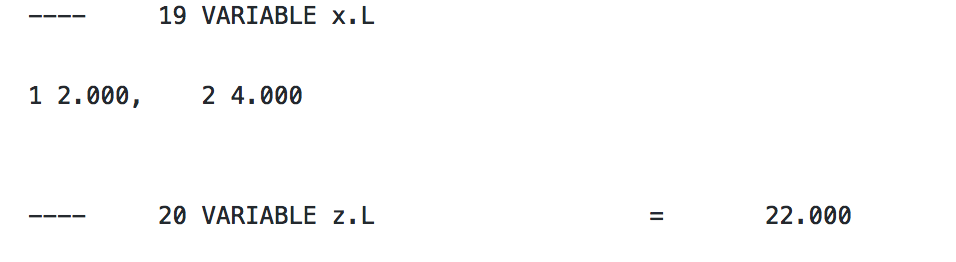 ----     19 VARIABLE x.L
1 2.000,    2 4.000
----     20 VARIABLE z.L                   =       22.000